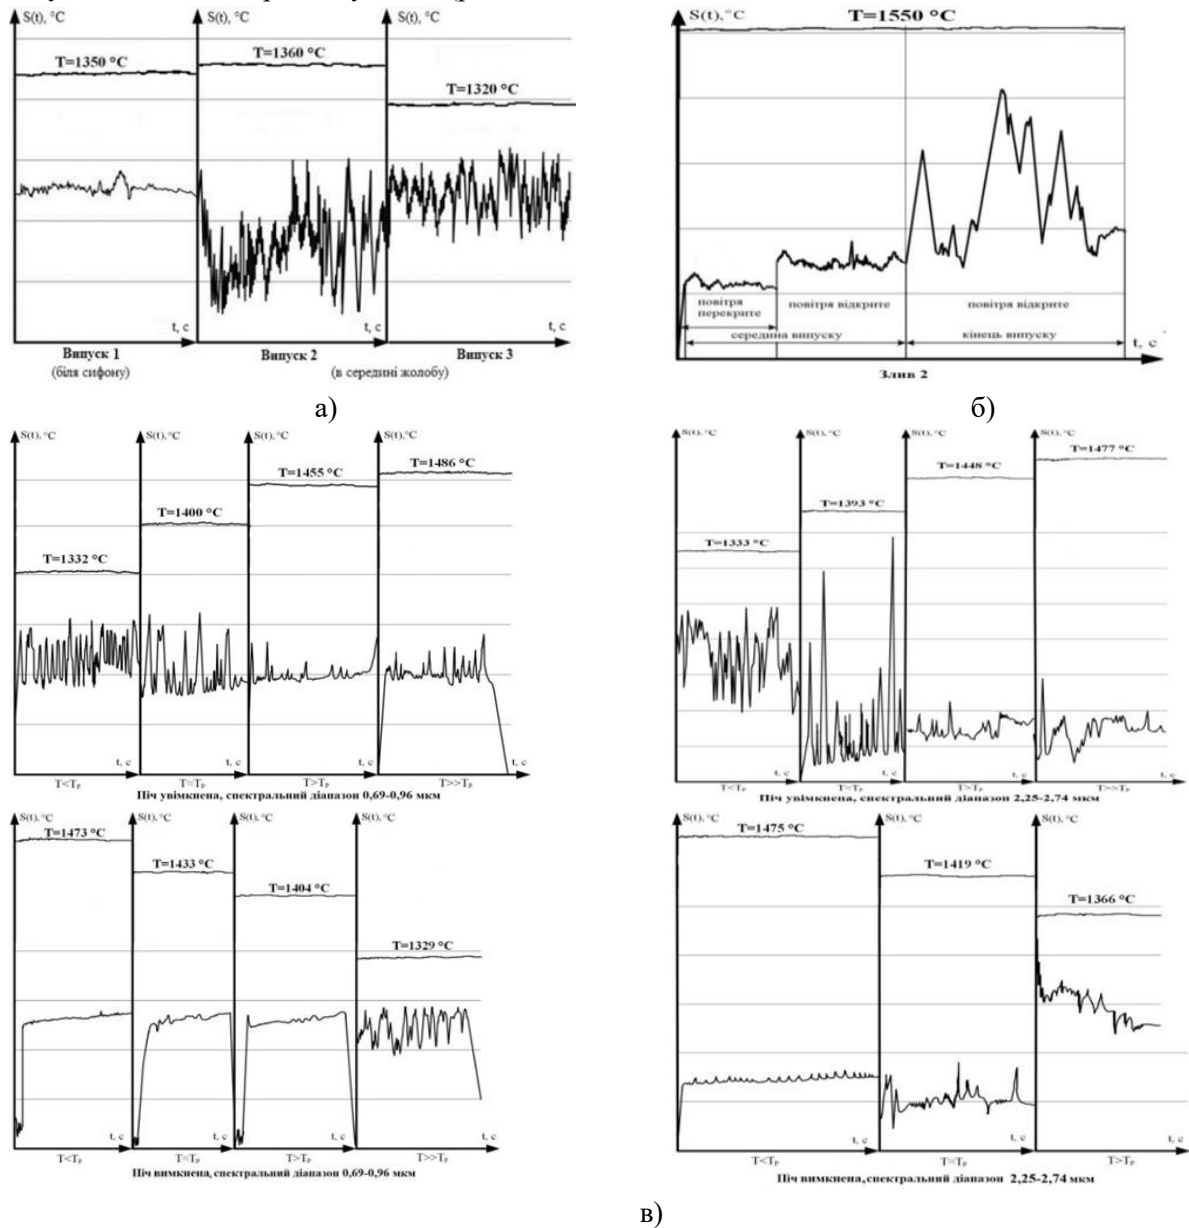 S(t), °C S(t), °C S(t), °C
T=1350 °C T=1360 °C T=1320 °C
t, c t, c t, c
Випуск 1 Випуск 2 Випуск 3
(біля сифону) (в середині жолобу)
а)
S(t),°C
T=1550 °C
повітря перекрите повітря відкрите повітря відкрите
середина випуску кінець випуску
t, c
Злив 2
б)
S(t), °C S(t), °C S(t), °C S(t), °C
T=1332 °C T=1400 °C T=1455 °C T=1486 °C
t, c t, c t, c t, c
T<Tр T=Tр T>Tр T>>Tр
Піч увімкнена, спектральний діапазон 0,69-0,96 мкм
S(t), °C S(t), °C S(t), °C S(t), °C
T=1333 °C T=1393 °C T=1448 °C T=1477 °C
t, c t, c t, c t, c
T<Tр T=Tр T>Tр T>>Tр
Піч увімкнена, спектральний діапазон 2,25-2,74 мкм
S(t), °C S(t), °C S(t), °C S(t), °C
T=1473 °C T=1433 °C T=1404 °C T=1329 °C
t, c t, c t, c t, c
T<Tр T=Tр T>Tр T>>Tр
Піч вимкнена, спектральний діапазон 0,69-0,96 мкм
S(t), °C S(t), °C S(t), °C
T=1475 °C T=1419 °C T=1366 °C
t, c t, c t, c
T<Tр T=Tр T>Tр
Піч вимкнена, спектральний діапазон 2,25-2,74 мкм
в)